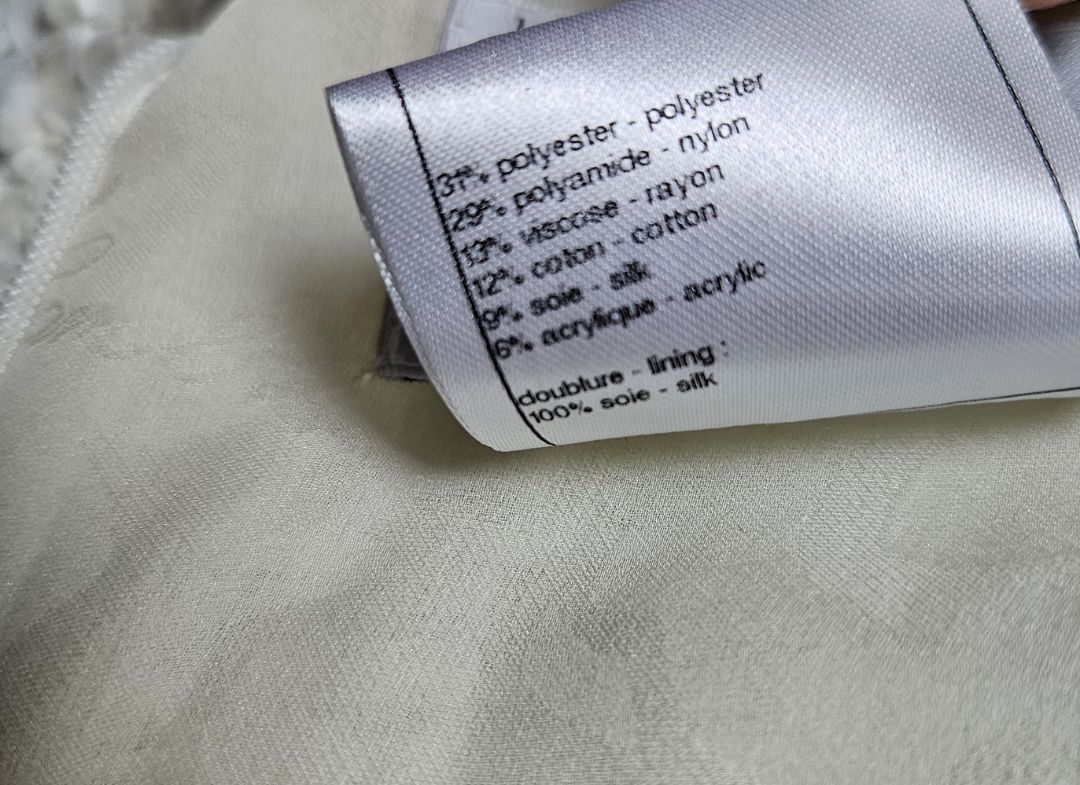 31% polyester - polyester
29% polyamide - nylon
13% viscose - rayon
12% coton - cotton
9% soie - silk
6% acrylique - acrylic
doublure - lining :
100% soie - silk